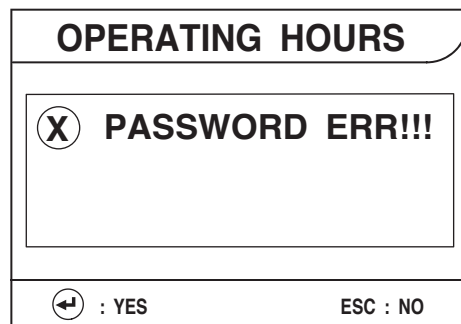 OPERATING HOURS
X PASSWORD ERR!!!
↵ : YES ESC : NO